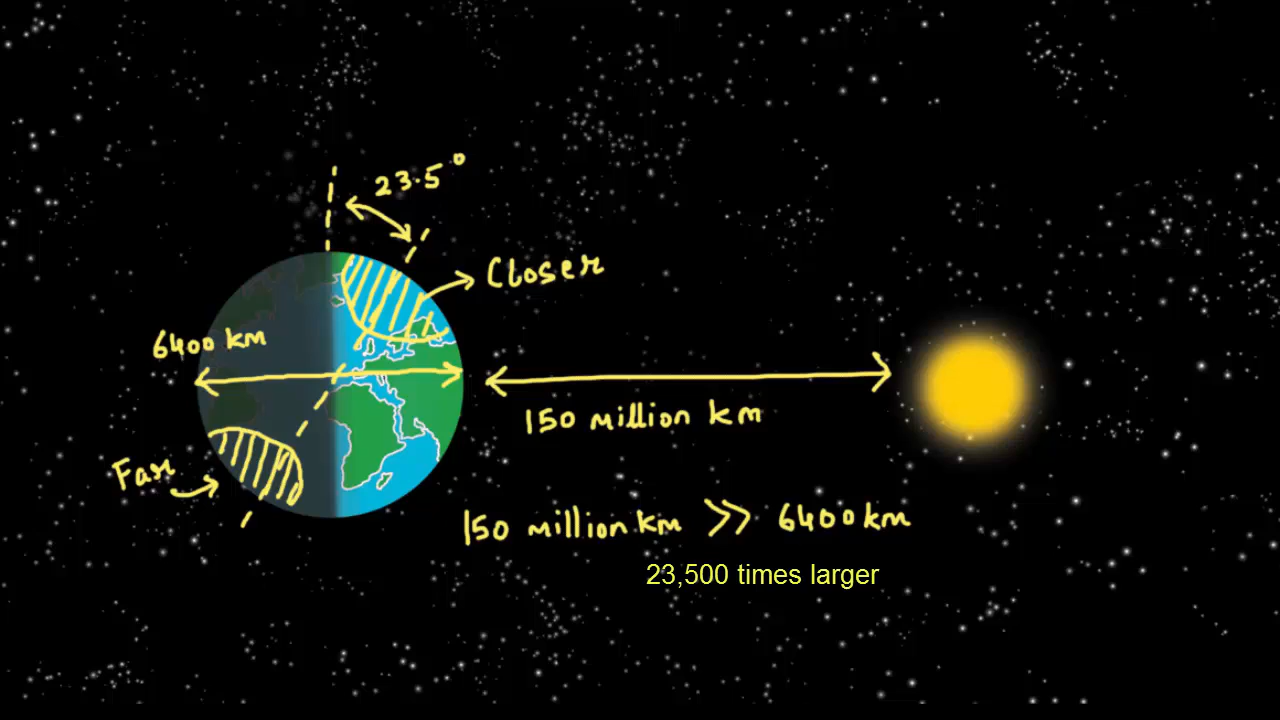 23.5°
Closer
6400 km
150 million km
Far
150 million km >> 6400 km
23,500 times larger